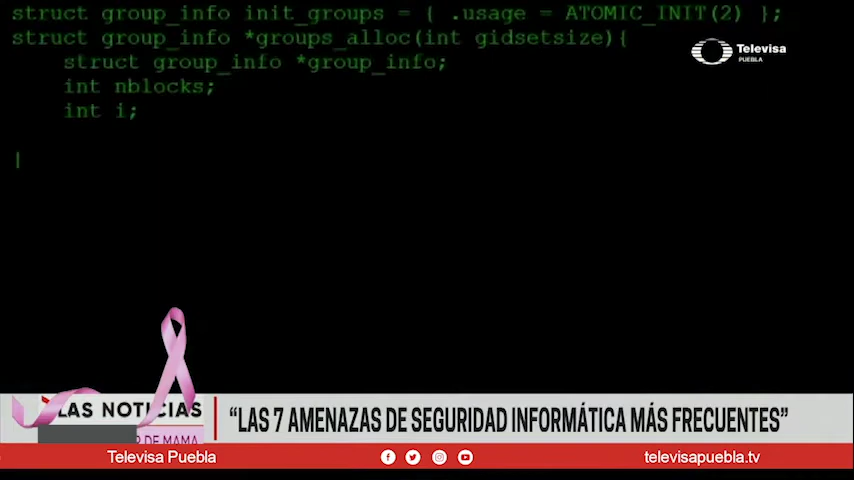 struct group_info init_groups = { .usage = ATOMIC_INIT(2) };
struct group_info *groups_alloc(int gidsetsize){
struct group_info *group_info;
int nblocks;
int i;
Televisa
PUEBLA
LAS NOTICIAS
DE MAMA
“LAS 7 AMENAZAS DE SEGURIDAD INFORMÁTICA MÁS FRECUENTES”
Televisa Puebla
televisapuebla.tv